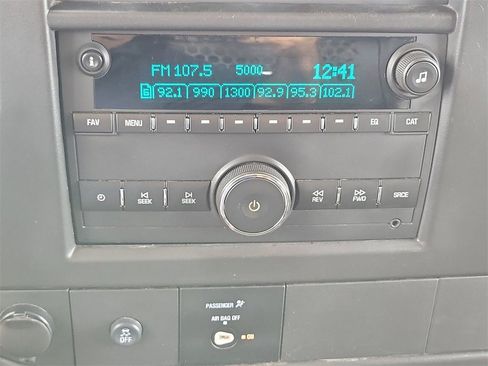 FM 107.5 5000 12:41
92.1 990 1300 92.9 95.3 102.1
FAV MENU EQ CAT
SEEK SEEK REV FWD SRCE
PASSENGER
AIR BAG OFF
OFF